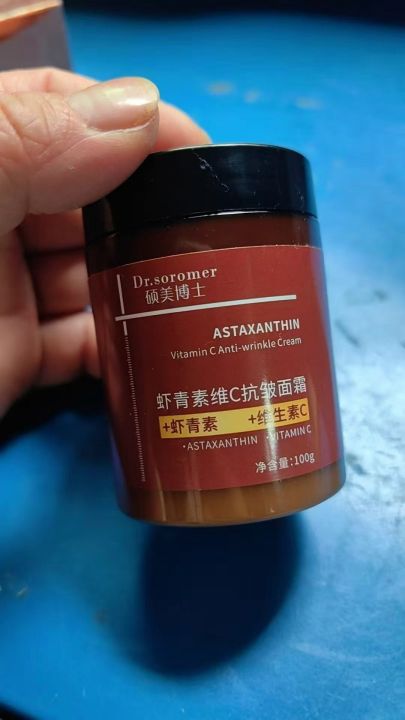 Dr.soromer
硕美博士
ASTAXANTHIN
Vitamin C Anti-wrinkle Cream
虾青素维C抗皱面霜
+虾青素 +维生素C
·ASTAXANTHIN ·VITAMIN C
净含量:100g